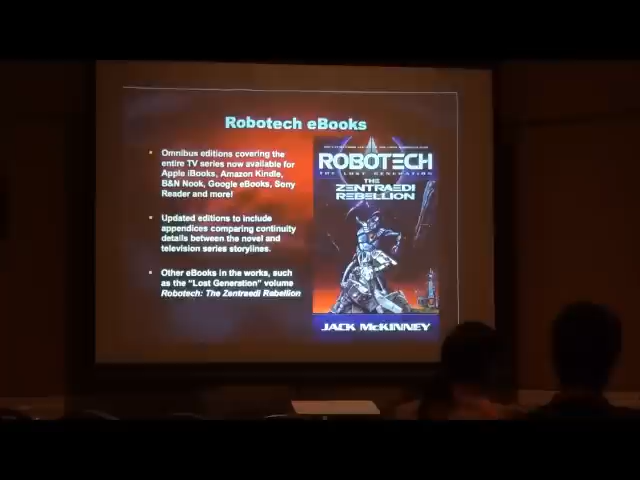 Robotech eBooks
• Omnibus editions covering the
entire TV series now available for
Apple iBooks, Amazon Kindle,
B&N Nook, Google eBooks, Sony
Reader and more!
• Updated editions to include
appendices comparing continuity
details between the novel and
television series storylines.
• Other eBooks in the works, such
as the "Lost Generation" volume
Robotech: The Zentraedi Rabellion
ROBOTECH
THE LOST GENERATION
THE
ZENTRAEDI
REBELLION
JACK McKINNEY